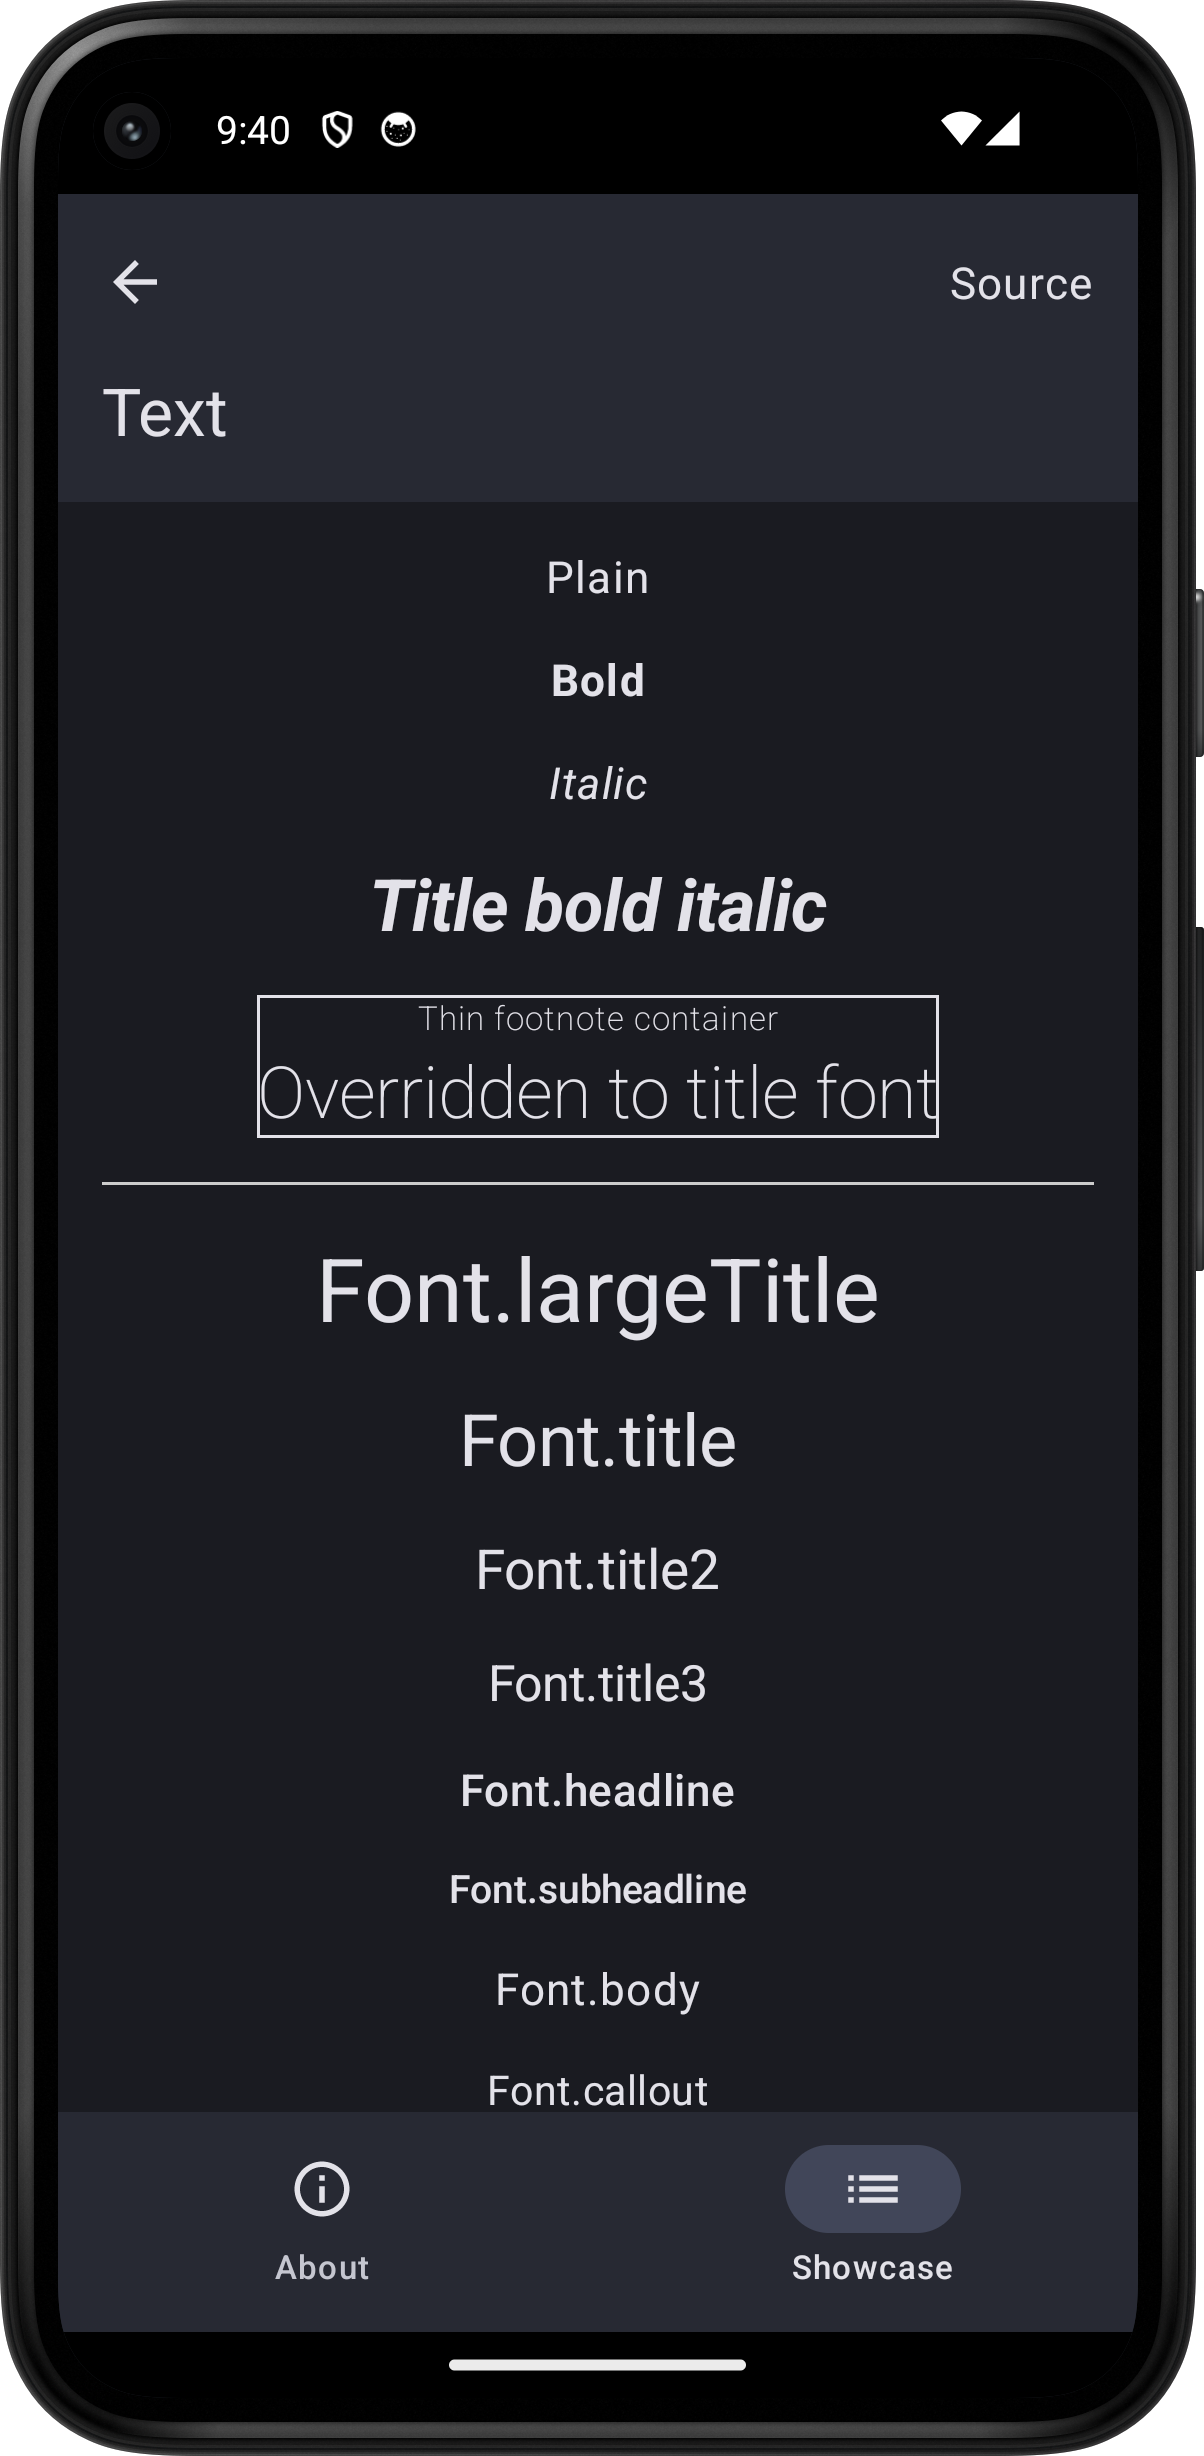 9:40
Source
Text
Plain
Bold
Italic
Title bold italic
Thin footnote container
Overridden to title font
Font.largeTitle
Font.title
Font.title2
Font.title3
Font.headline
Font.subheadline
Font.body
Font.callout
About
Showcase